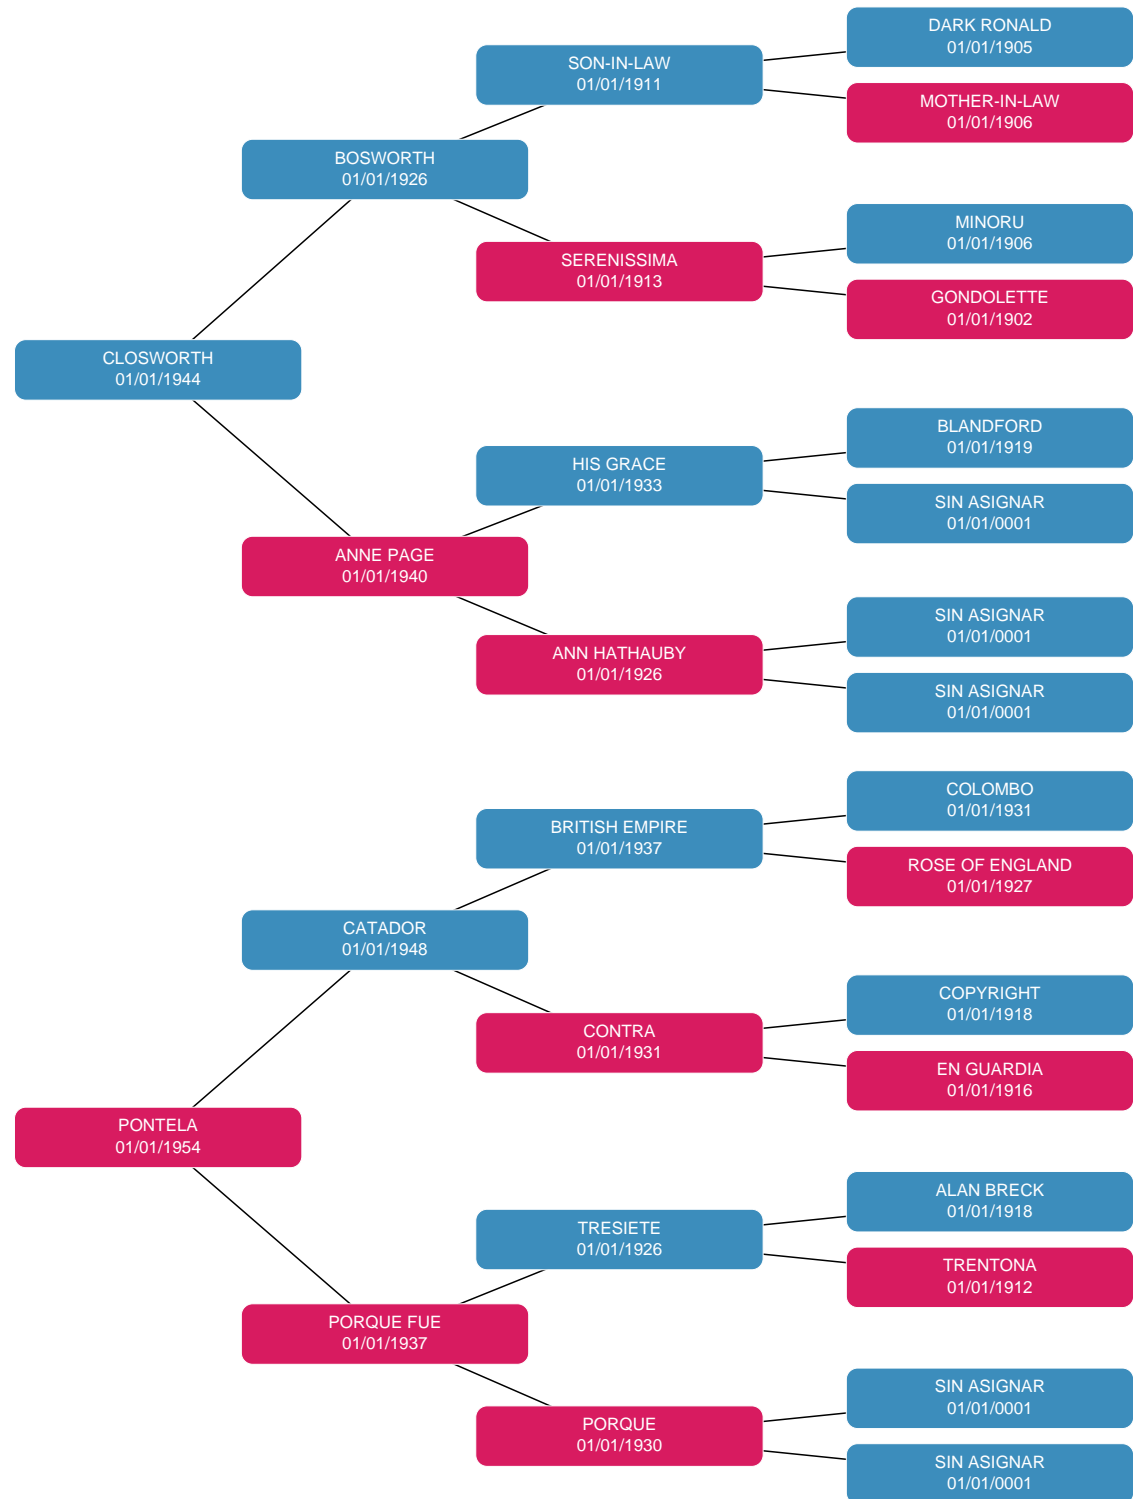 DARK RONALD
01/01/1905
SON-IN-LAW
01/01/1911
MOTHER-IN-LAW
01/01/1906
BOSWORTH
01/01/1926
MINORU
01/01/1906
SERENISSIMA
01/01/1913
GONDOLETTE
01/01/1902
CLOSWORTH
01/01/1944
BLANDFORD
01/01/1919
HIS GRACE
01/01/1933
SIN ASIGNAR
01/01/0001
ANNE PAGE
01/01/1940
SIN ASIGNAR
01/01/0001
ANN HATHAUBY
01/01/1926
SIN ASIGNAR
01/01/0001
COLOMBO
01/01/1931
BRITISH EMPIRE
01/01/1937
ROSE OF ENGLAND
01/01/1927
CATADOR
01/01/1948
COPYRIGHT
01/01/1918
CONTRA
01/01/1931
EN GUARDIA
01/01/1916
PONTELA
01/01/1954
ALAN BRECK
01/01/1918
TRESIETE
01/01/1926
TRENTONA
01/01/1912
PORQUE FUE
01/01/1937
SIN ASIGNAR
01/01/0001
PORQUE
01/01/1930
SIN ASIGNAR
01/01/0001